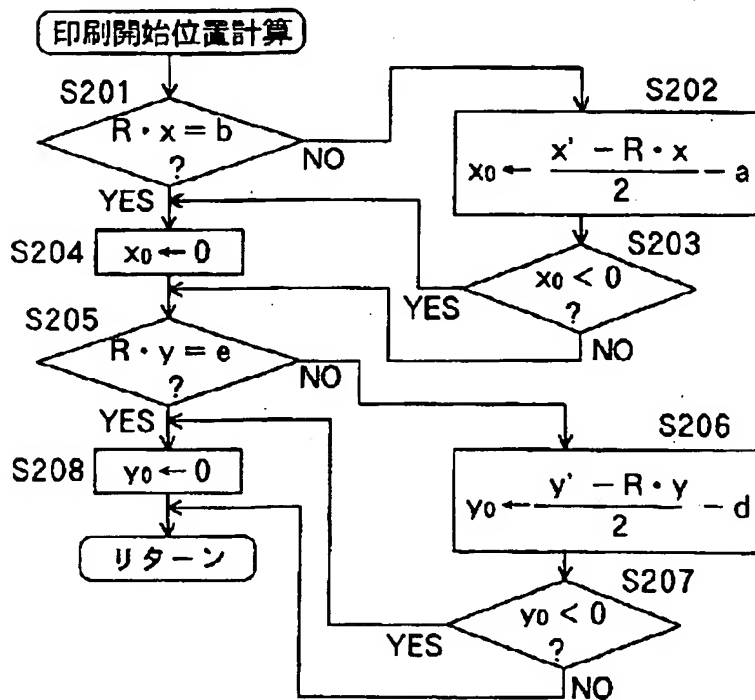 印刷開始位置計算
S201
R・x=b
?
YES
NO
S202
x0 ← (x' - R・x)/2 - a
S203
x0 < 0
?
YES
NO
S204
x0 ← 0
S205
R・y=e
?
YES
NO
S206
y0 ← (y' - R・y)/2 - d
S207
y0 < 0
?
YES
NO
S208
y0 ← 0
リターン